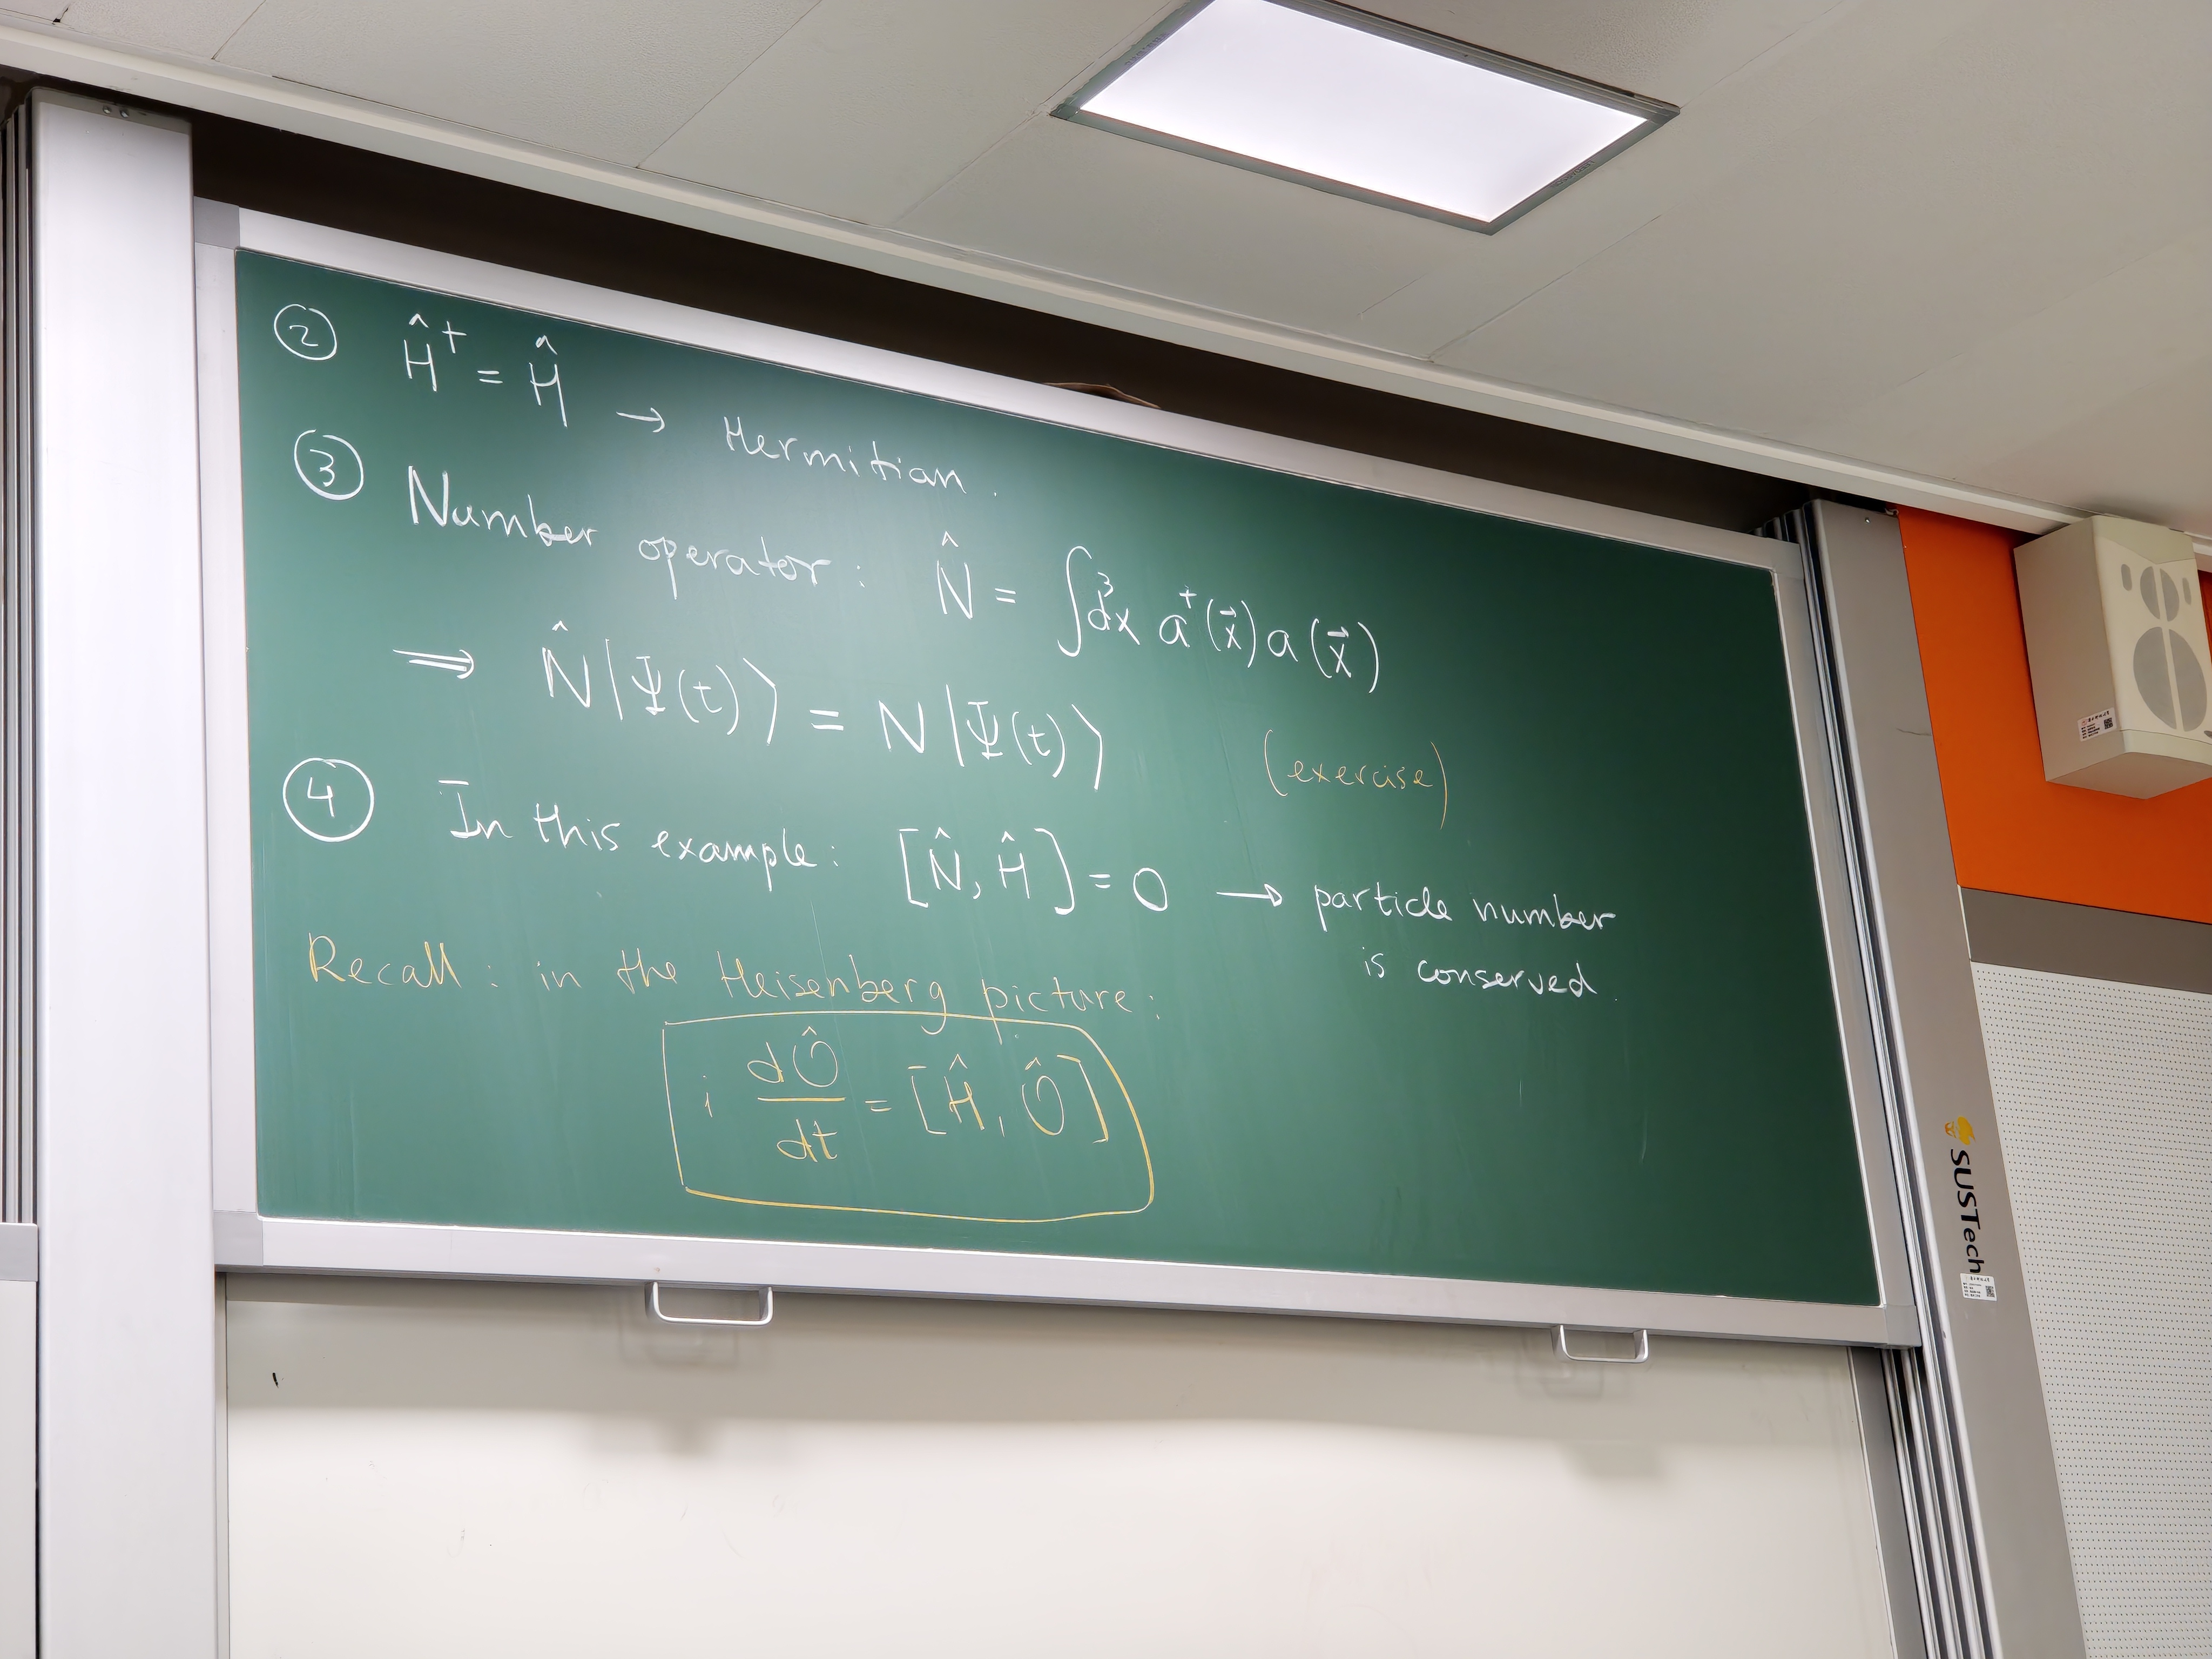 ② Ĥ† = Ĥ → Hermitian.
③ Number operator: N̂ = ∫d³x a†(x⃗) a(x⃗)
⟹ N̂|Ψ(t)⟩ = N|Ψ(t)⟩ (exercise)
④ In this example: [N̂, Ĥ] = 0 → particle number
is conserved.
Recall: in the Heisenberg picture:
i dÔ/dt = [Ĥ, Ô]
SUSTech